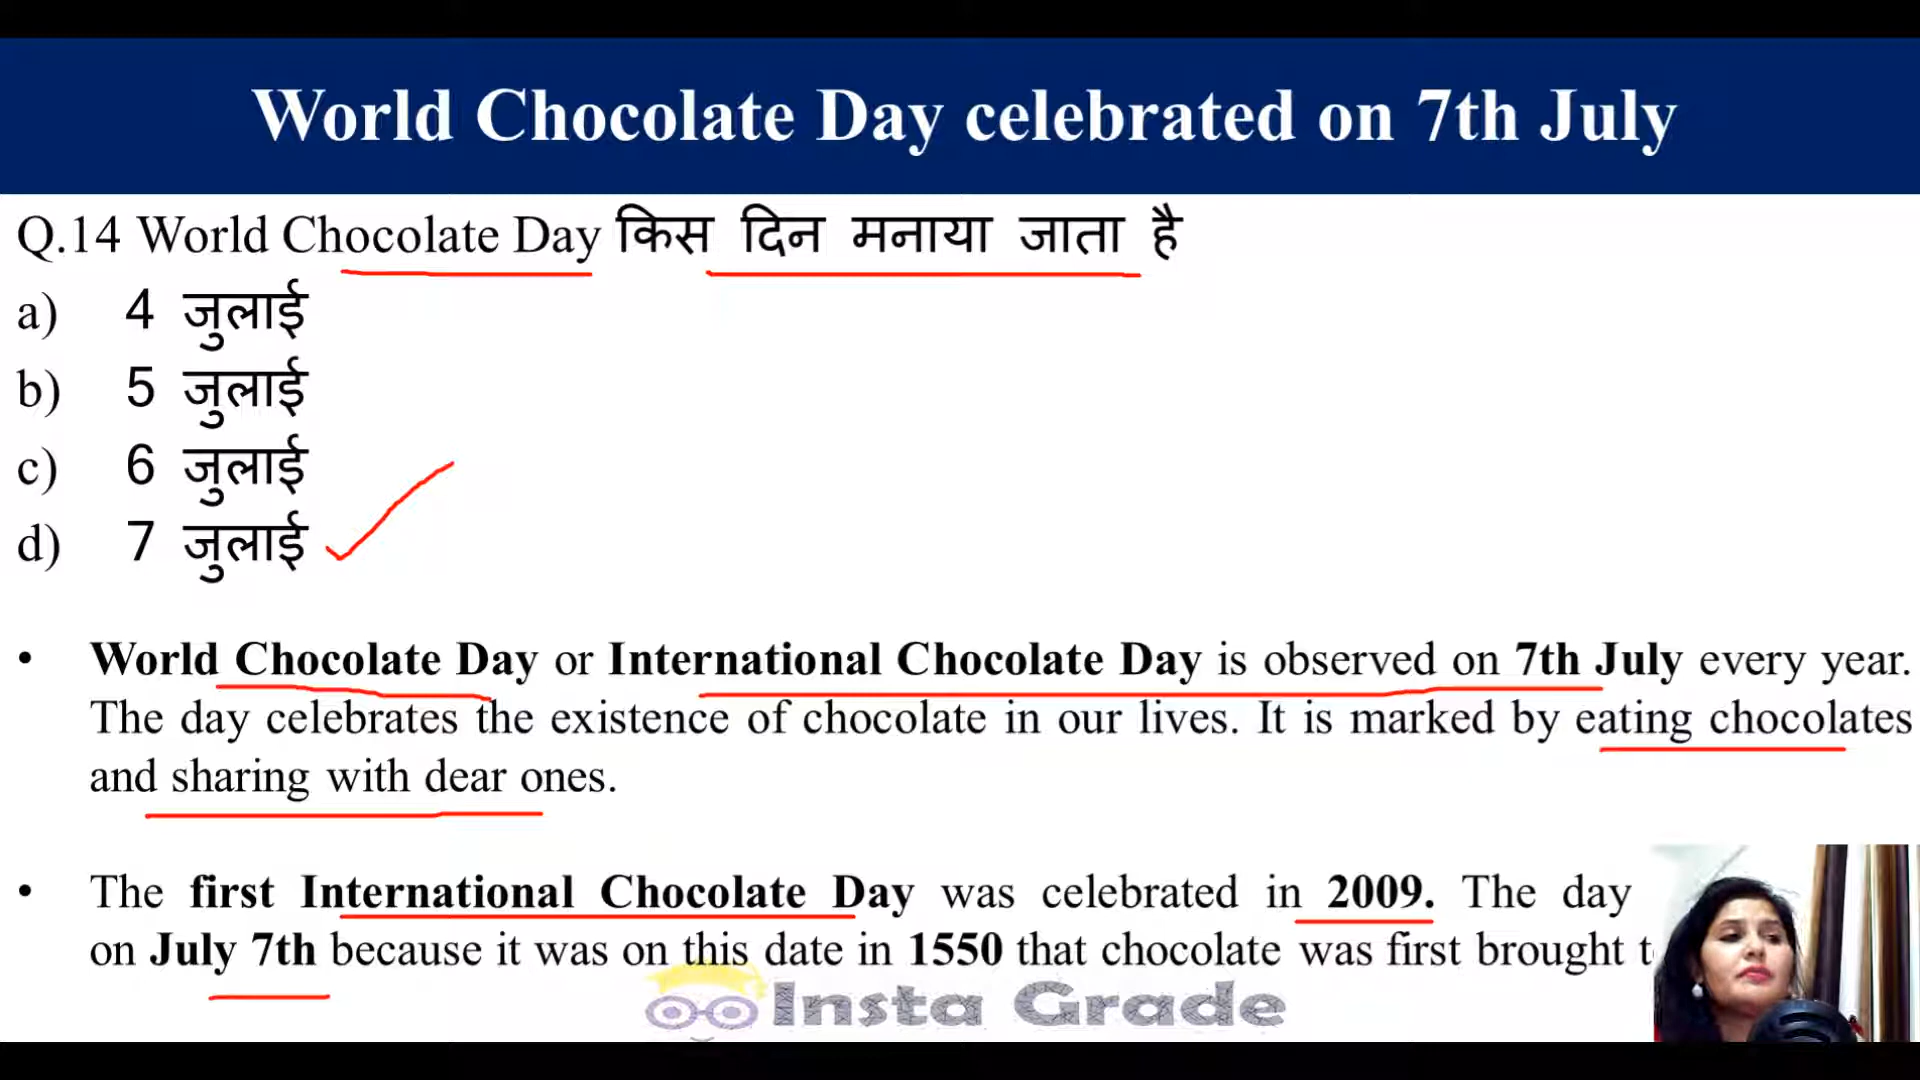 World Chocolate Day celebrated on 7th July
Q.14 World Chocolate Day किस दिन मनाया जाता है
a) 4 जुलाई
b) 5 जुलाई
c) 6 जुलाई
d) 7 जुलाई
• World Chocolate Day or International Chocolate Day is observed on 7th July every year.
The day celebrates the existence of chocolate in our lives. It is marked by eating chocolates
and sharing with dear ones.
• The first International Chocolate Day was celebrated in 2009. The day
on July 7th because it was on this date in 1550 that chocolate was first brought
Insta Grade